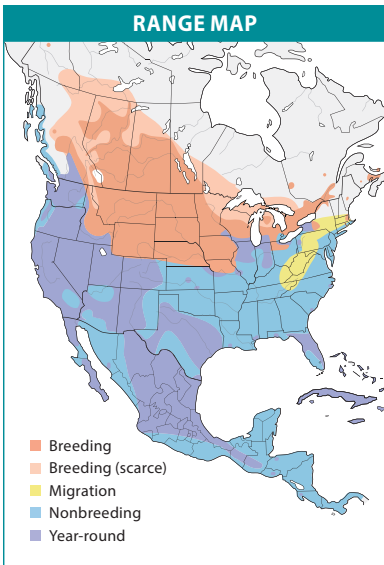 RANGE MAP
Breeding
Breeding (scarce)
Migration
Nonbreeding
Year-round